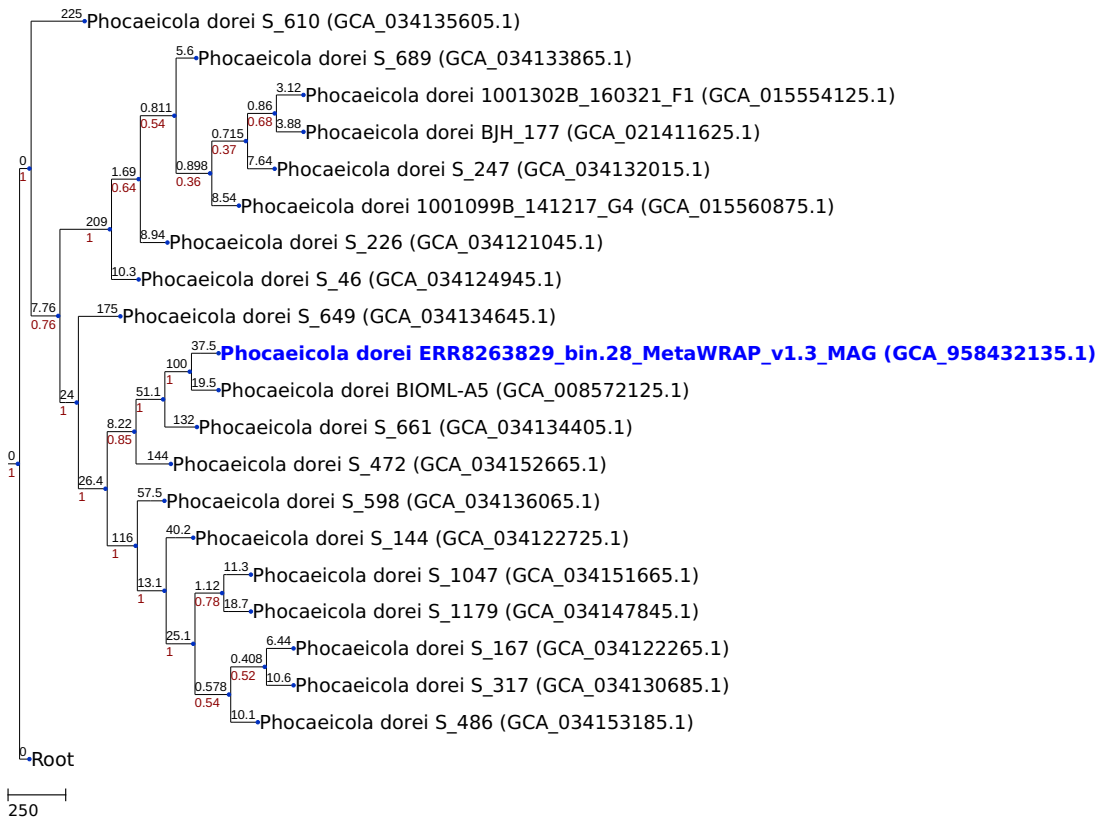 225 Phocaeicola dorei S_610 (GCA_034135605.1)
5.6 Phocaeicola dorei S_689 (GCA_034133865.1)
3.12 Phocaeicola dorei 1001302B_160321_F1 (GCA_015554125.1)
0.811 0.86
0.54 0.68
3.88 Phocaeicola dorei BJH_177 (GCA_021411625.1)
0.715
0.37
0 1.69 0.898 7.64 Phocaeicola dorei S_247 (GCA_034132015.1)
1 0.64 0.36
8.54 Phocaeicola dorei 1001099B_141217_G4 (GCA_015560875.1)
209
1
8.94 Phocaeicola dorei S_226 (GCA_034121045.1)
10.3 Phocaeicola dorei S_46 (GCA_034124945.1)
7.76 175 Phocaeicola dorei S_649 (GCA_034134645.1)
0.76
37.5 Phocaeicola dorei ERR8263829_bin.28_MetaWRAP_v1.3_MAG (GCA_958432135.1)
100
1
19.5 Phocaeicola dorei BIOML-A5 (GCA_008572125.1)
24 51.1
1 1
132 Phocaeicola dorei S_661 (GCA_034134405.1)
8.22
0.85
0 144 Phocaeicola dorei S_472 (GCA_034152665.1)
1
26.4
1
57.5 Phocaeicola dorei S_598 (GCA_034136065.1)
40.2 Phocaeicola dorei S_144 (GCA_034122725.1)
116
1
11.3 Phocaeicola dorei S_1047 (GCA_034151665.1)
13.1 1.12
1 0.78
18.7 Phocaeicola dorei S_1179 (GCA_034147845.1)
25.1
1
6.44 Phocaeicola dorei S_167 (GCA_034122265.1)
0.408
0.52
10.6 Phocaeicola dorei S_317 (GCA_034130685.1)
0.578
0.54
10.1 Phocaeicola dorei S_486 (GCA_034153185.1)
0 Root
250